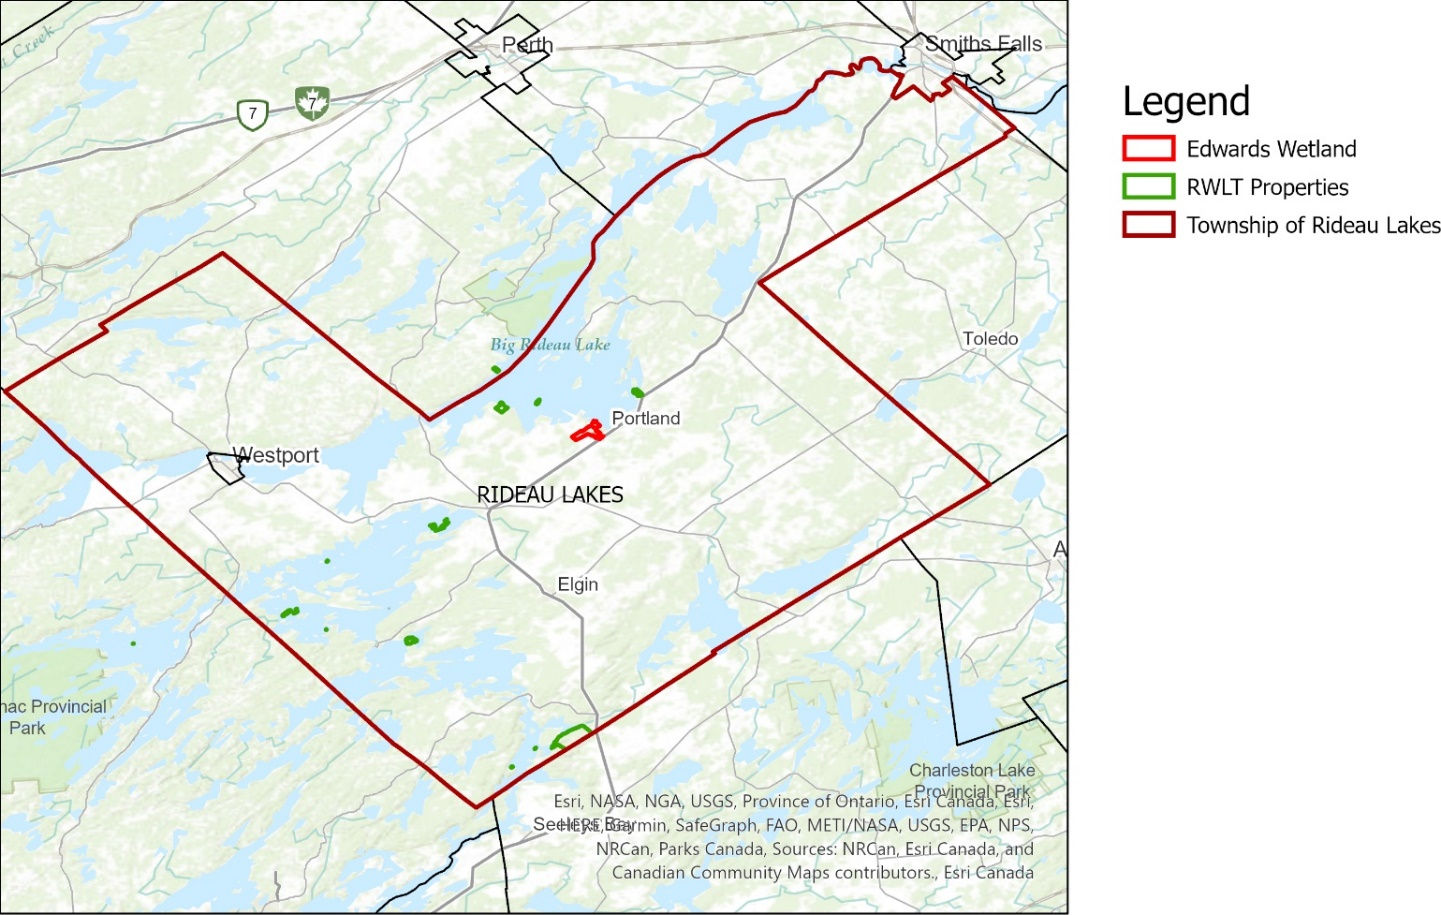 Creek
Perth
Smiths Falls
7
7
Legend
Edwards Wetland
RWLT Properties
Township of Rideau Lakes
Big Rideau Lake
Toledo
Portland
Westport
RIDEAU LAKES
A
Elgin
nac Provincial
Park
Charleston Lake
Provincial Park
Seeleys Bay
Esri, NASA, NGA, USGS, Province of Ontario, Esri Canada, Esri,
HERE, Garmin, SafeGraph, FAO, METI/NASA, USGS, EPA, NPS,
NRCan, Parks Canada, Sources: NRCan, Esri Canada, and
Canadian Community Maps contributors., Esri Canada